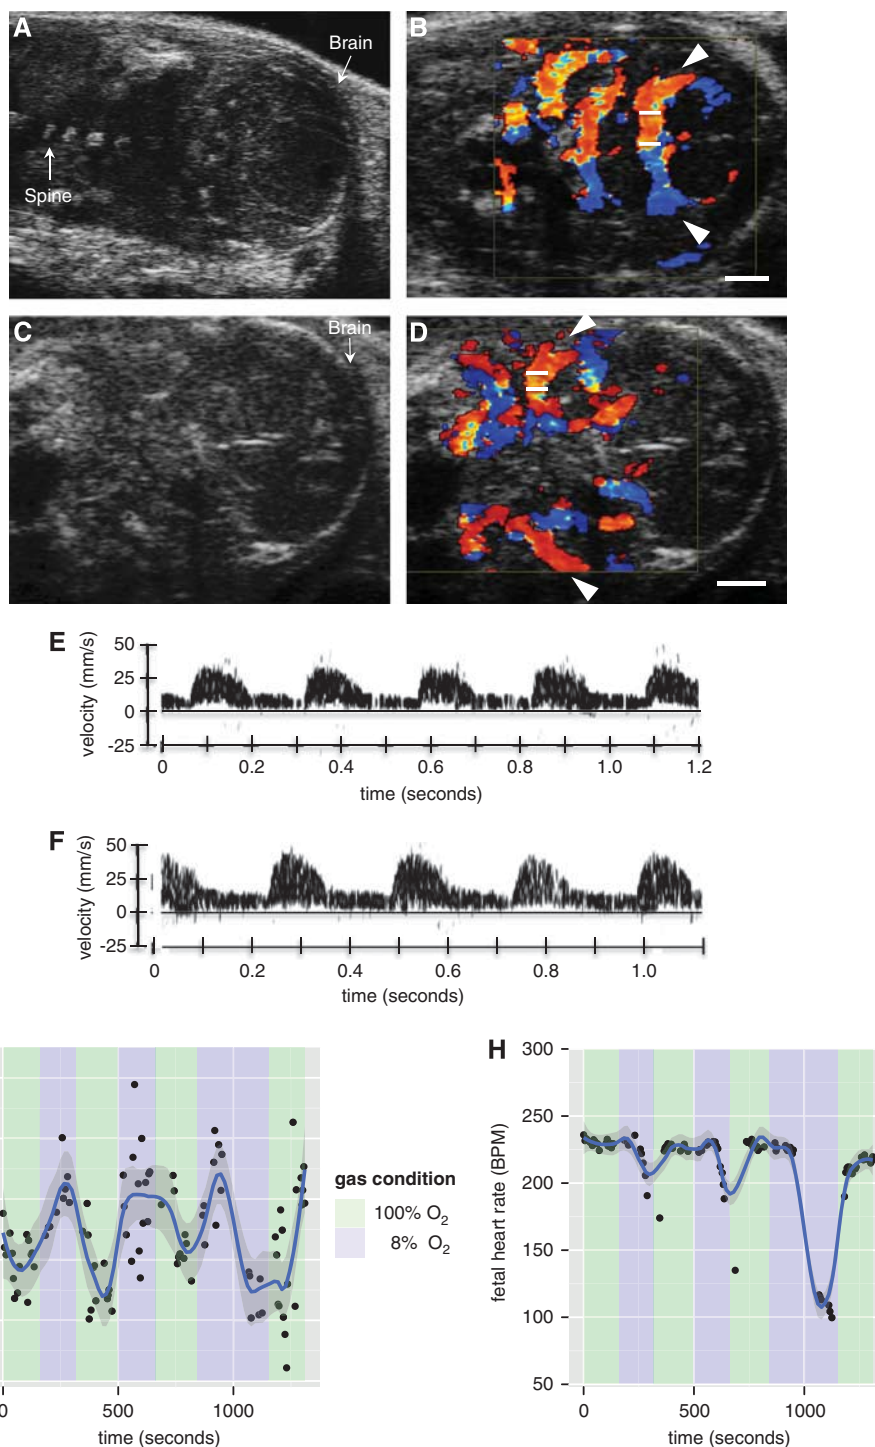 A
Brain
Spine
B
C
Brain
D
E
50
25
0
-25
velocity (mm/s)
0 0.2 0.4 0.6 0.8 1.0 1.2
time (seconds)
F
50
25
0
-25
velocity (mm/s)
0 0.2 0.4 0.6 0.8 1.0
time (seconds)
0 500 1000
time (seconds)
gas condition
100% O2
8% O2
H
300
250
200
150
100
50
fetal heart rate (BPM)
0 500 1000
time (seconds)